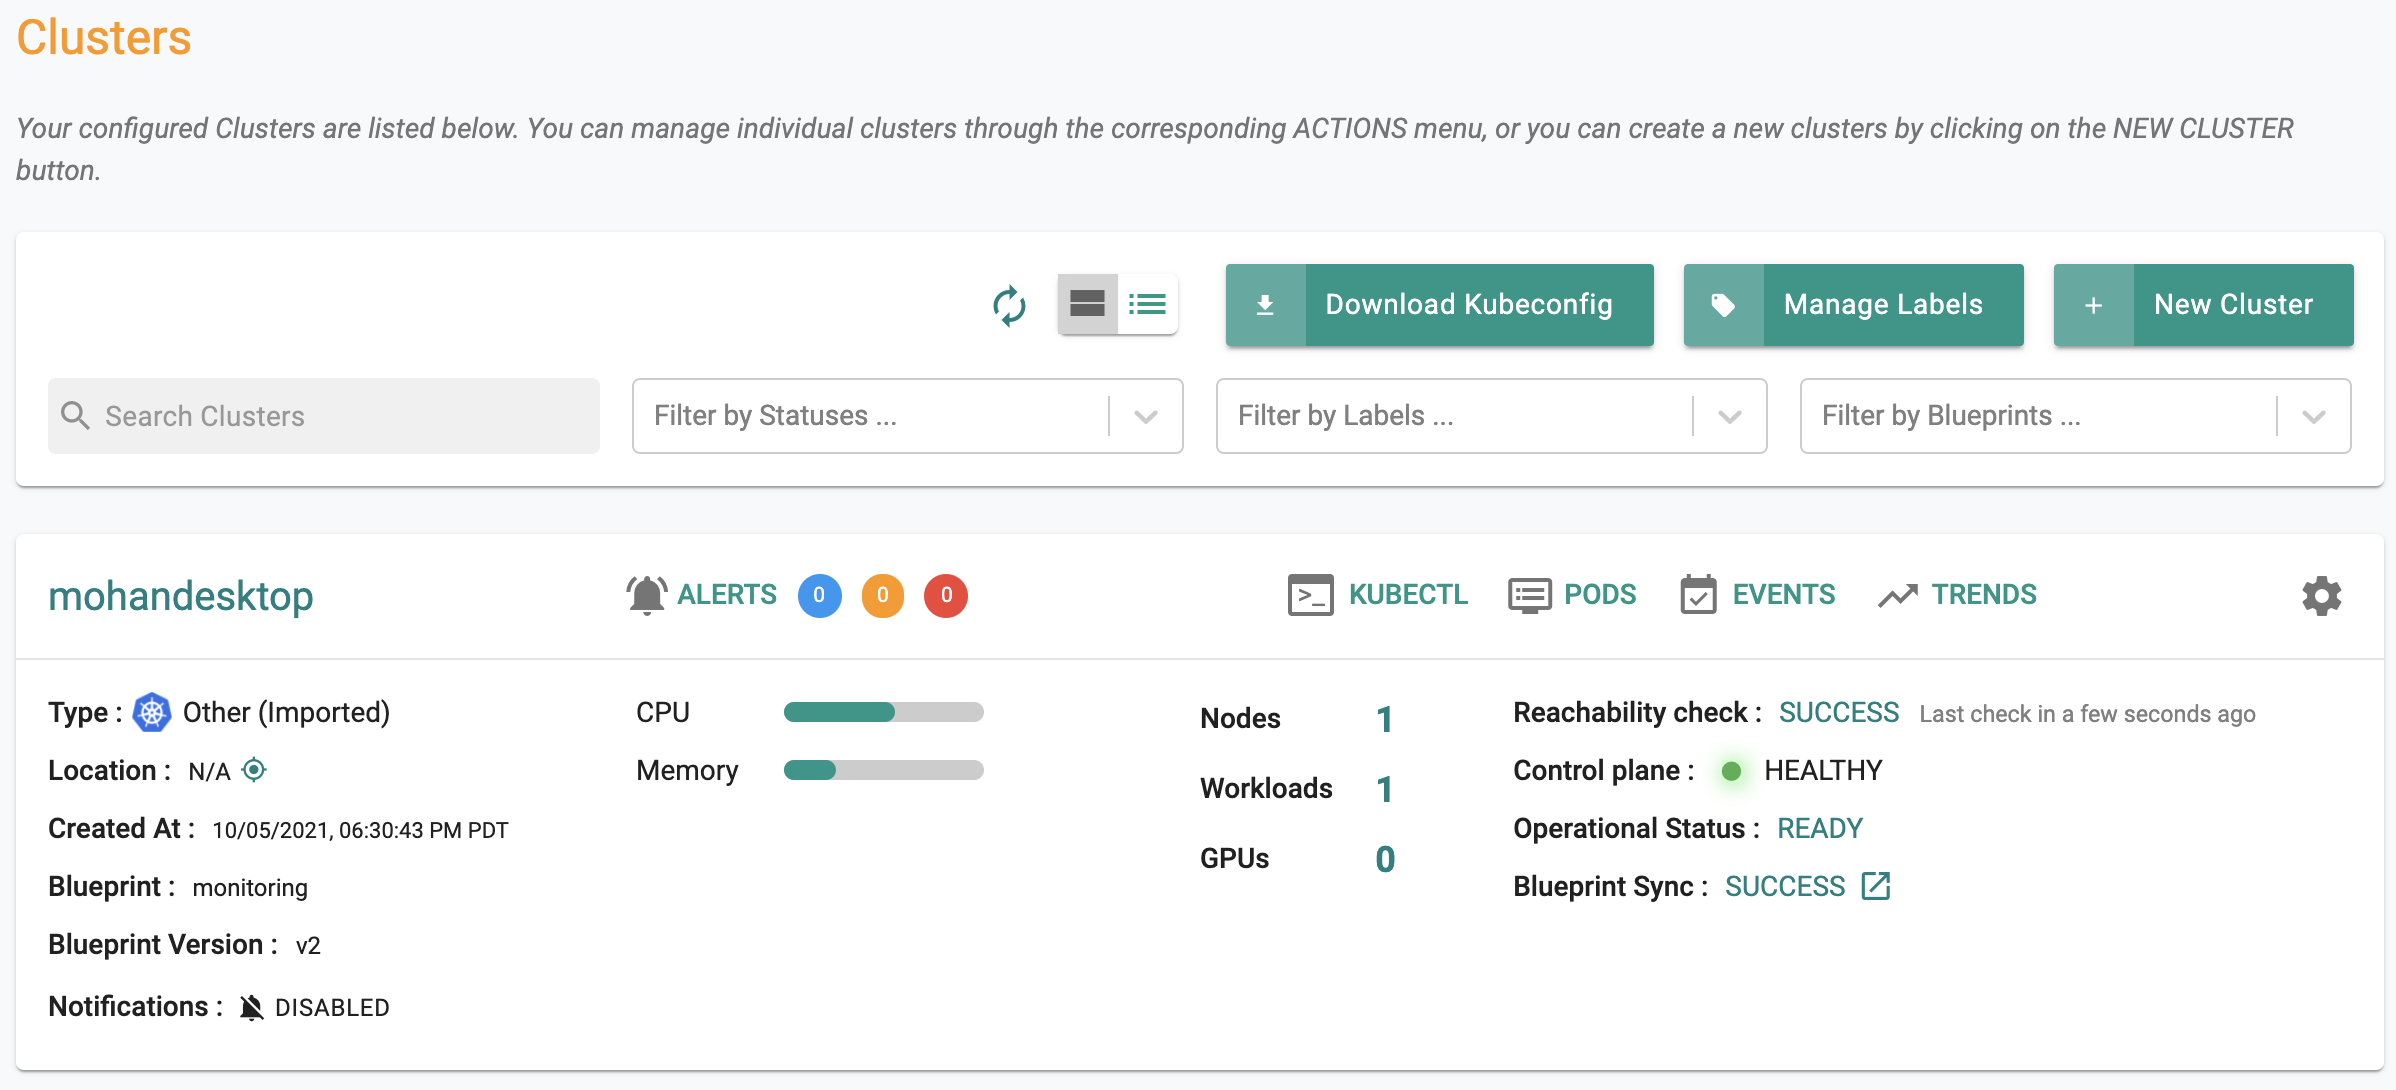 Clusters
Your configured Clusters are listed below. You can manage individual clusters through the corresponding ACTIONS menu, or you can create a new clusters by clicking on the NEW CLUSTER
button.
Download Kubeconfig
Manage Labels
+ New Cluster
Search Clusters
Filter by Statuses ...
Filter by Labels ...
Filter by Blueprints ...
mohandesktop
ALERTS 0 0 0
>_ KUBECTL
PODS
EVENTS
TRENDS
Type : Other (Imported)
Location : N/A
Created At : 10/05/2021, 06:30:43 PM PDT
Blueprint : monitoring
Blueprint Version : v2
Notifications : DISABLED
CPU
Memory
Nodes 1
Workloads 1
GPUs 0
Reachability check : SUCCESS Last check in a few seconds ago
Control plane : HEALTHY
Operational Status : READY
Blueprint Sync : SUCCESS